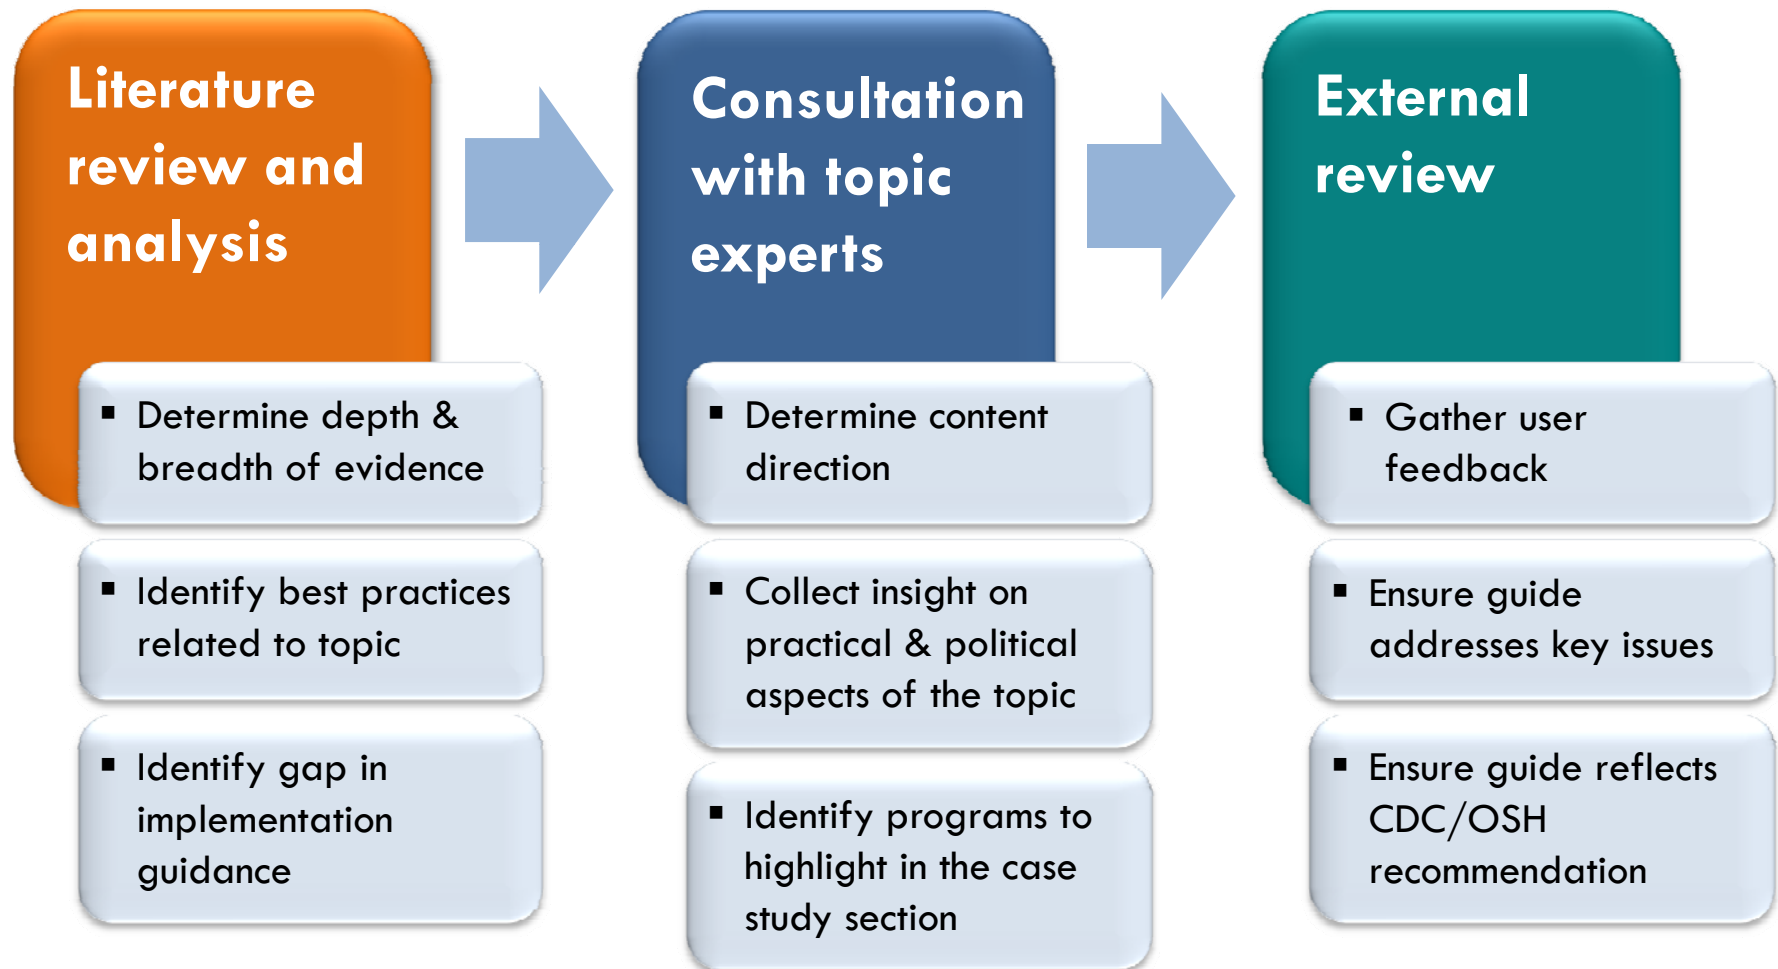 Literature
review and
analysis
▪ Determine depth &
breadth of evidence
▪ Identify best practices
related to topic
▪ Identify gap in
implementation
guidance
Consultation
with topic
experts
▪ Determine content
direction
▪ Collect insight on
practical & political
aspects of the topic
▪ Identify programs to
highlight in the case
study section
External
review
▪ Gather user
feedback
▪ Ensure guide
addresses key issues
▪ Ensure guide reflects
CDC/OSH
recommendation